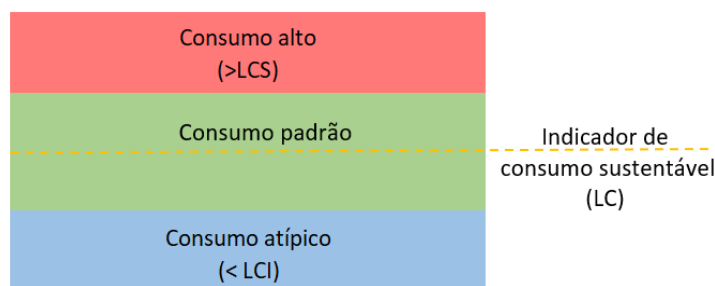 Consumo alto
(>LCS)
Consumo padrão
Indicador de
consumo sustentável
(LC)
Consumo atípico
(< LCI)